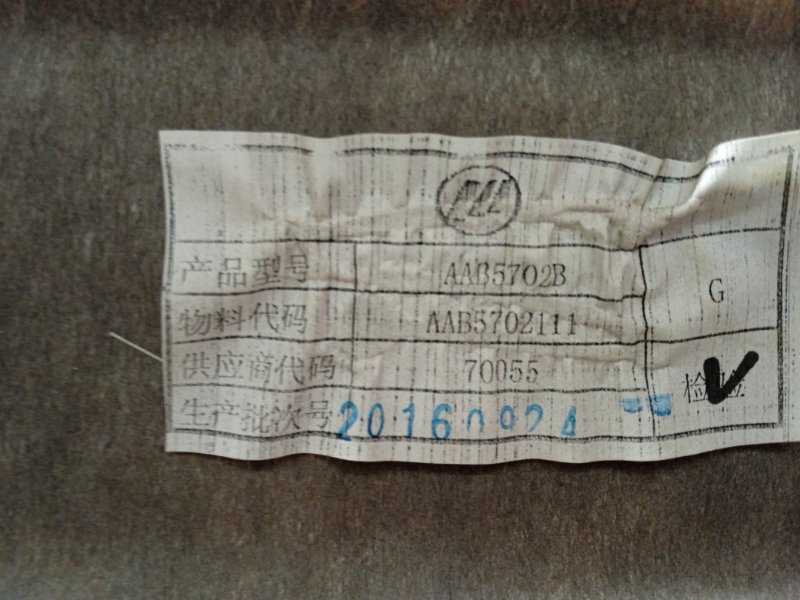 产品型号 AAB5702B G
物料代码 AAB5702111
供应商代码 70055 检验
生产批次号 20160924